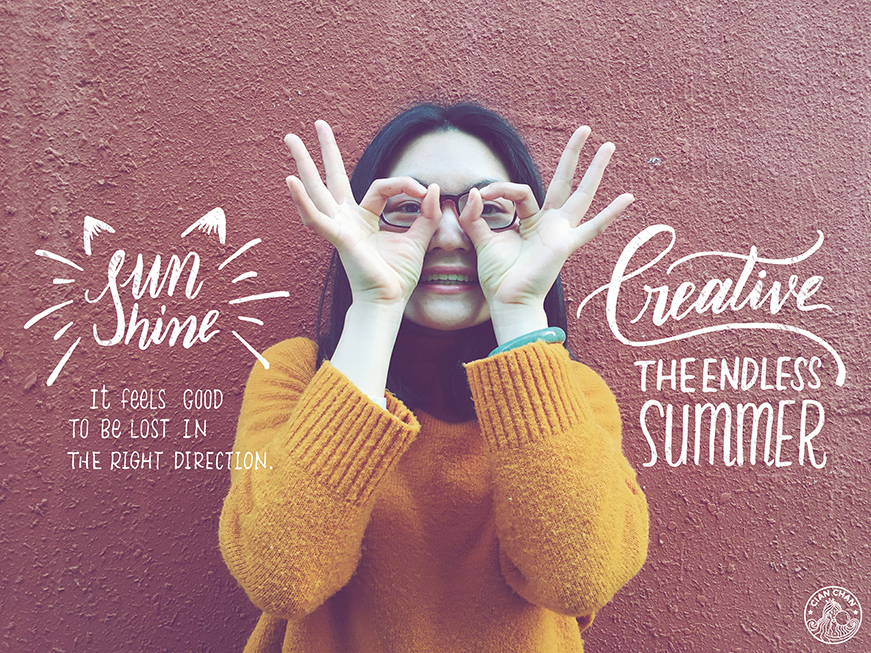 Sun
Shine
It feels GOOD
TO BE LOST IN
THE RIGHT DIRECTION.
Creative
THE ENDLESS
SUMMER
CIAN CHAN